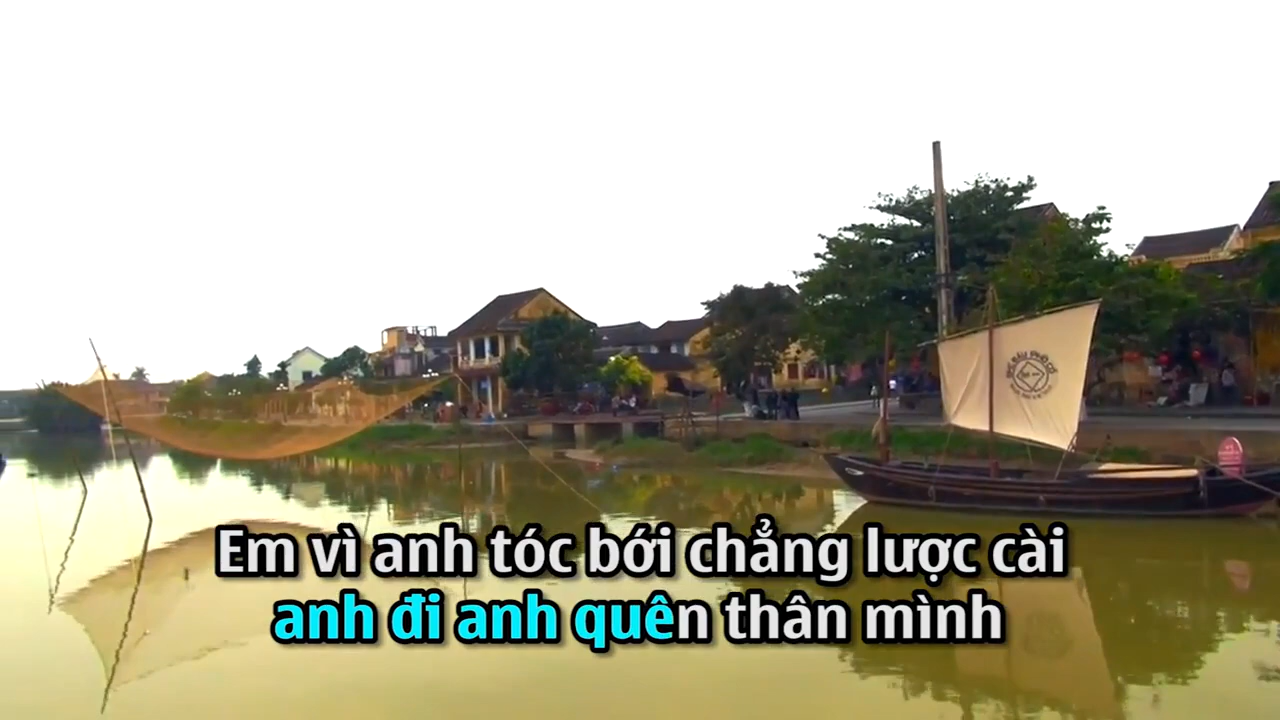 Em vì anh tóc bới chẳng lược cài
anh đi anh quên thân mình